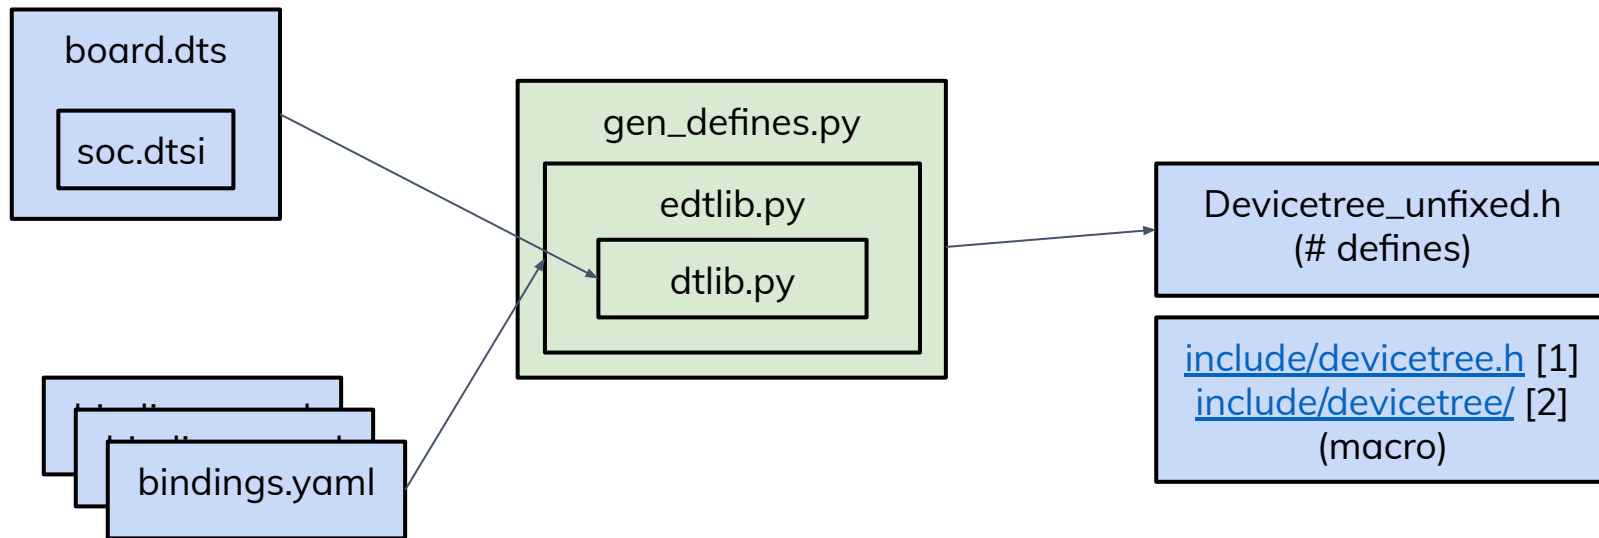 board.dts
soc.dtsi
gen_defines.py
edtlib.py
dtlib.py
bindings.yaml
Devicetree_unfixed.h
(# defines)
include/devicetree.h [1]
include/devicetree/ [2]
(macro)